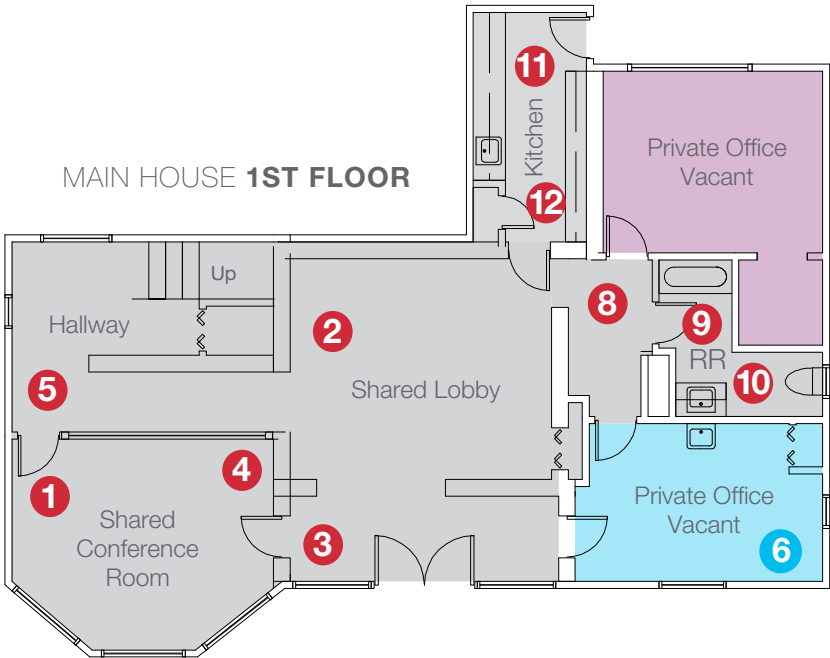 11
Kitchen
Private Office
Vacant
MAIN HOUSE 1ST FLOOR
12
Up
8
Hallway
2
9
RR
5
Shared Lobby
10
4
1
Private Office
Vacant
Shared
Conference
Room
3
6